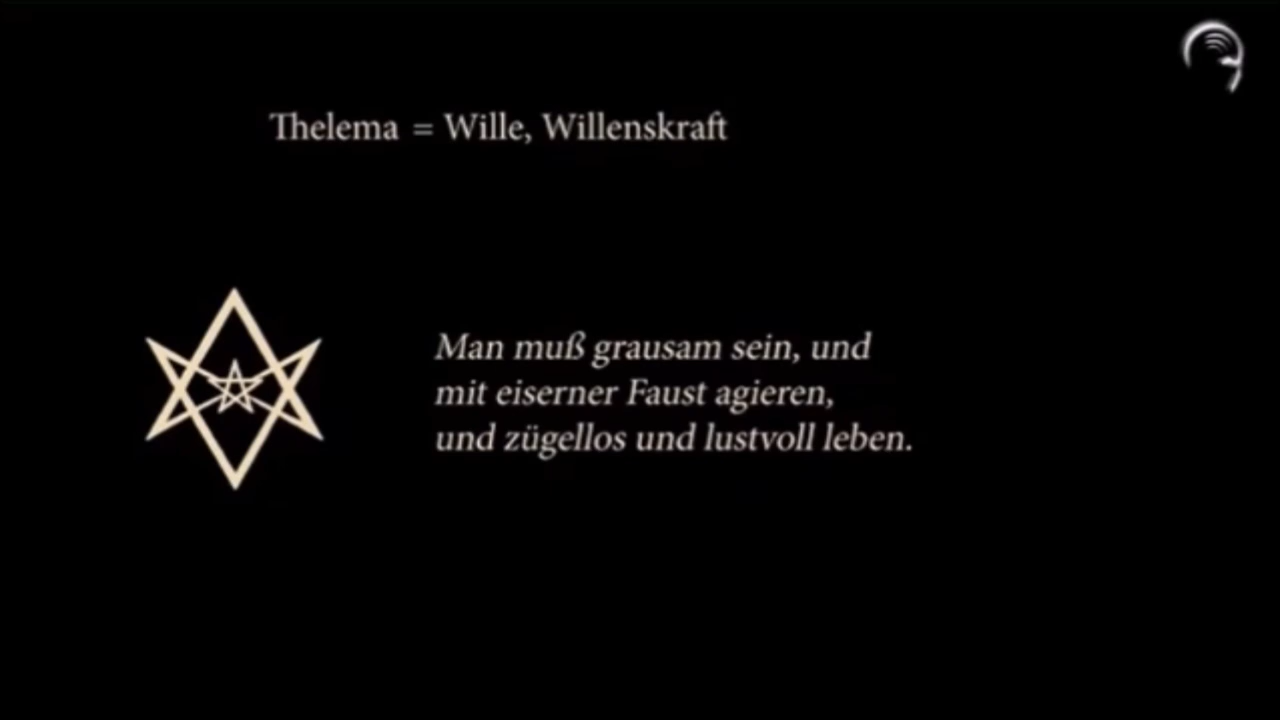 Thelema = Wille, Willenskraft
Man muß grausam sein, und
mit eiserner Faust agieren,
und zügellos und lustvoll leben.